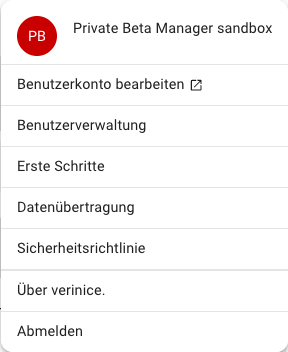 PB
Private Beta Manager sandbox
Benutzerkonto bearbeiten
Benutzerverwaltung
Erste Schritte
Datenübertragung
Sicherheitsrichtlinie
Über verinice.
Abmelden